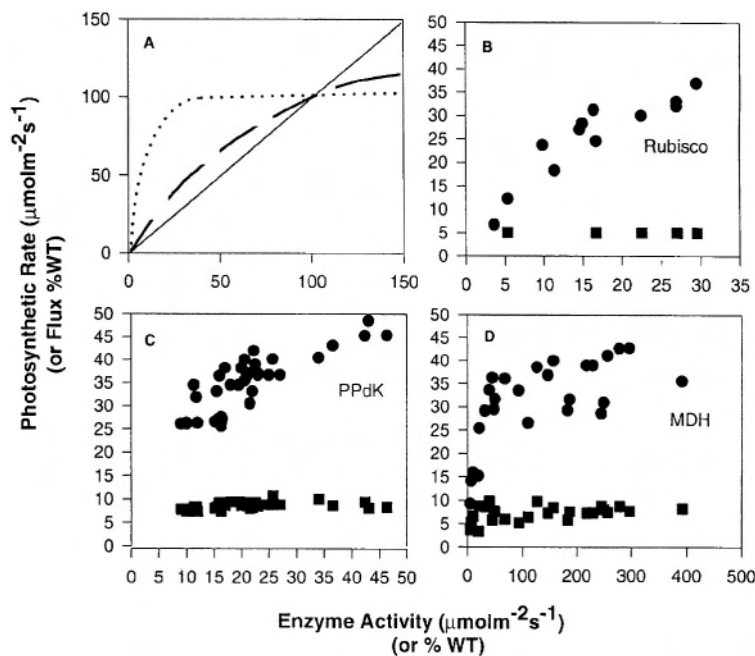 Photosynthetic Rate (μmolm⁻²s⁻¹)
(or Flux %WT)
A
150
100
50
0
0 50 100 150
B
50
45
40
35
30
25
20
15
10
5
0
Rubisco
0 5 10 15 20 25 30 35
C
50
45
40
35
30
25
20
15
10
5
0
PPdK
0 5 10 15 20 25 30 35 40 45 50
D
50
45
40
35
30
25
20
15
10
5
0
MDH
0 100 200 300 400 500
Enzyme Activity (μmolm⁻²s⁻¹)
(or % WT)